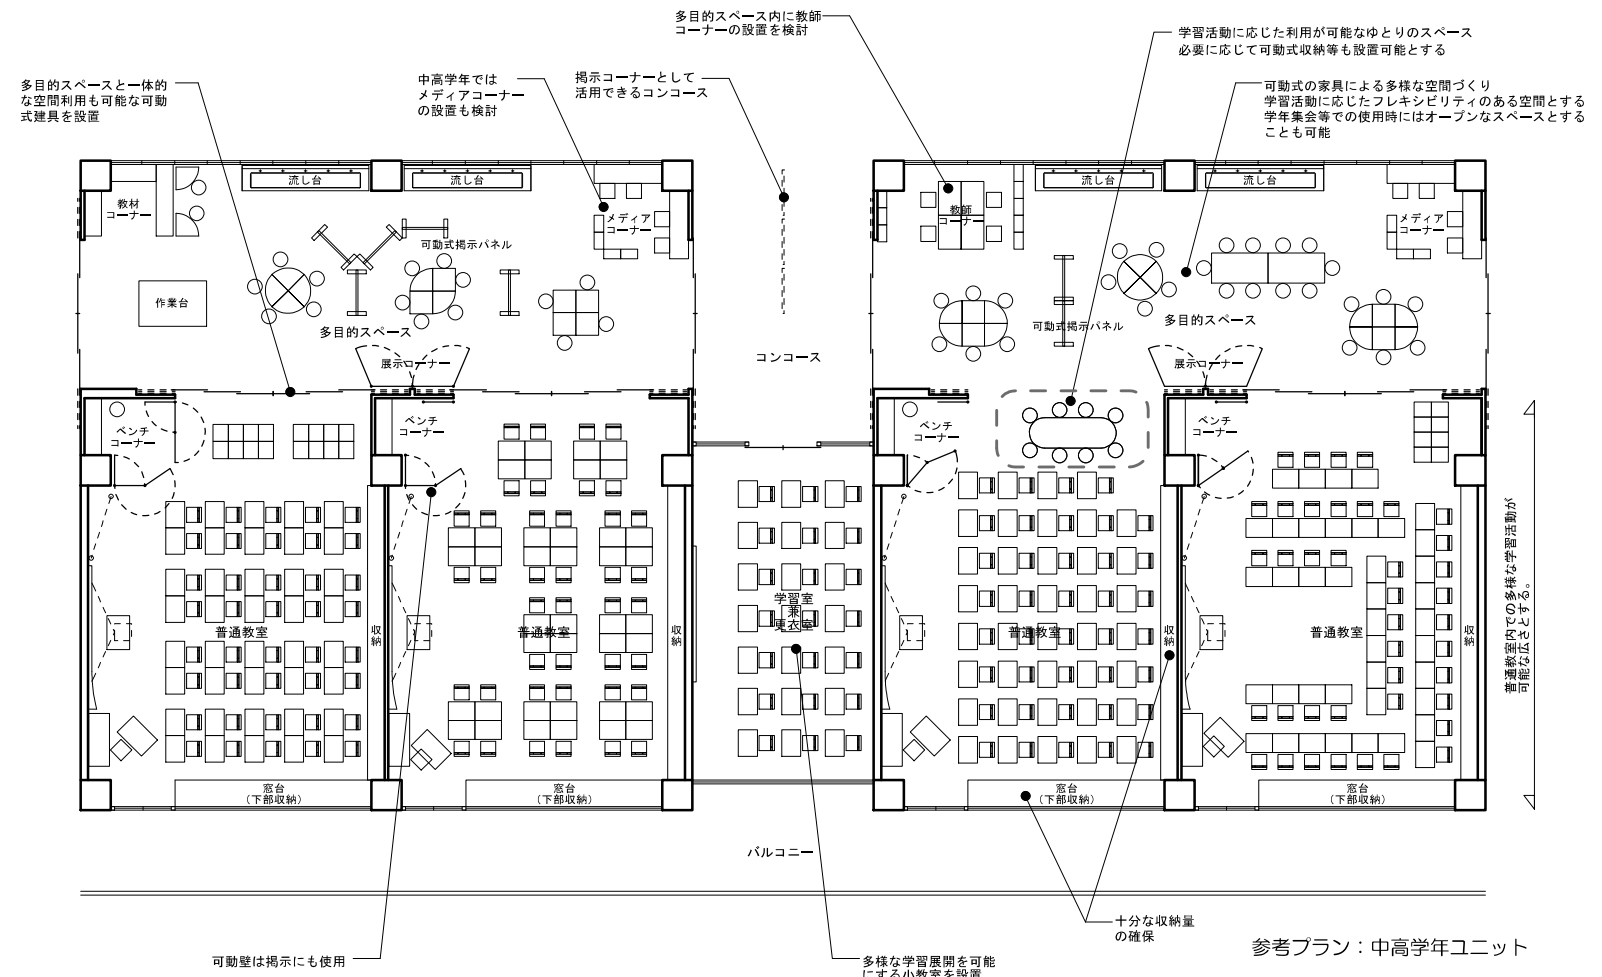 多目的スペース内に教師
コーナーの設置を検討
学習活動に応じた利用が可能なゆとりのスペース
必要に応じて可動式収納等も設置可能とする
多目的スペースと一体的
な空間利用も可能な可動
式建具を設置
中高学年では
メディアコーナー
の設置も検討
掲示コーナーとして
活用できるコンコース
可動式の家具による多様な空間づくり
学習活動に応じたフレキシビリティのある空間とする
学年集会等での使用時にはオープンなスペースとする
ことも可能
流し台
流し台
流し台
流し台
教材
コーナー
メディア
コーナー
教師
コーナー
メディア
コーナー
可動式掲示パネル
作業台
多目的スペース
展示コーナー
コンコース
可動式掲示パネル
多目的スペース
展示コーナー
ベンチ
コーナー
ベンチ
コーナー
ベンチ
コーナー
ベンチ
コーナー
普通教室
収納
普通教室
収納
学習室
兼
更衣室
普通教室
収納
普通教室
収納
普通教室内での多様な学習活動が
可能な広さとする。
窓台
(下部収納)
窓台
(下部収納)
窓台
(下部収納)
窓台
(下部収納)
バルコニー
十分な収納量
の確保
可動壁は掲示にも使用
多様な学習展開を可能
にする小教室を設置
参考プラン：中高学年ユニット